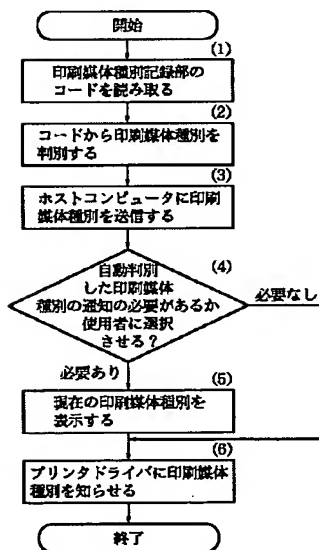 開始
(1)
印刷媒体種別記録部の
コードを読み取る
(2)
コードから印刷媒体種別を
判別する
(3)
ホストコンピュータに印刷
媒体種別を送信する
(4)
自動判別
した印刷媒体
種別の通知の必要があるか
使用者に選択
させる?
必要なし
必要あり
(5)
現在の印刷媒体種別を
表示する
(6)
プリンタドライバに印刷媒体
種別を知らせる
終了